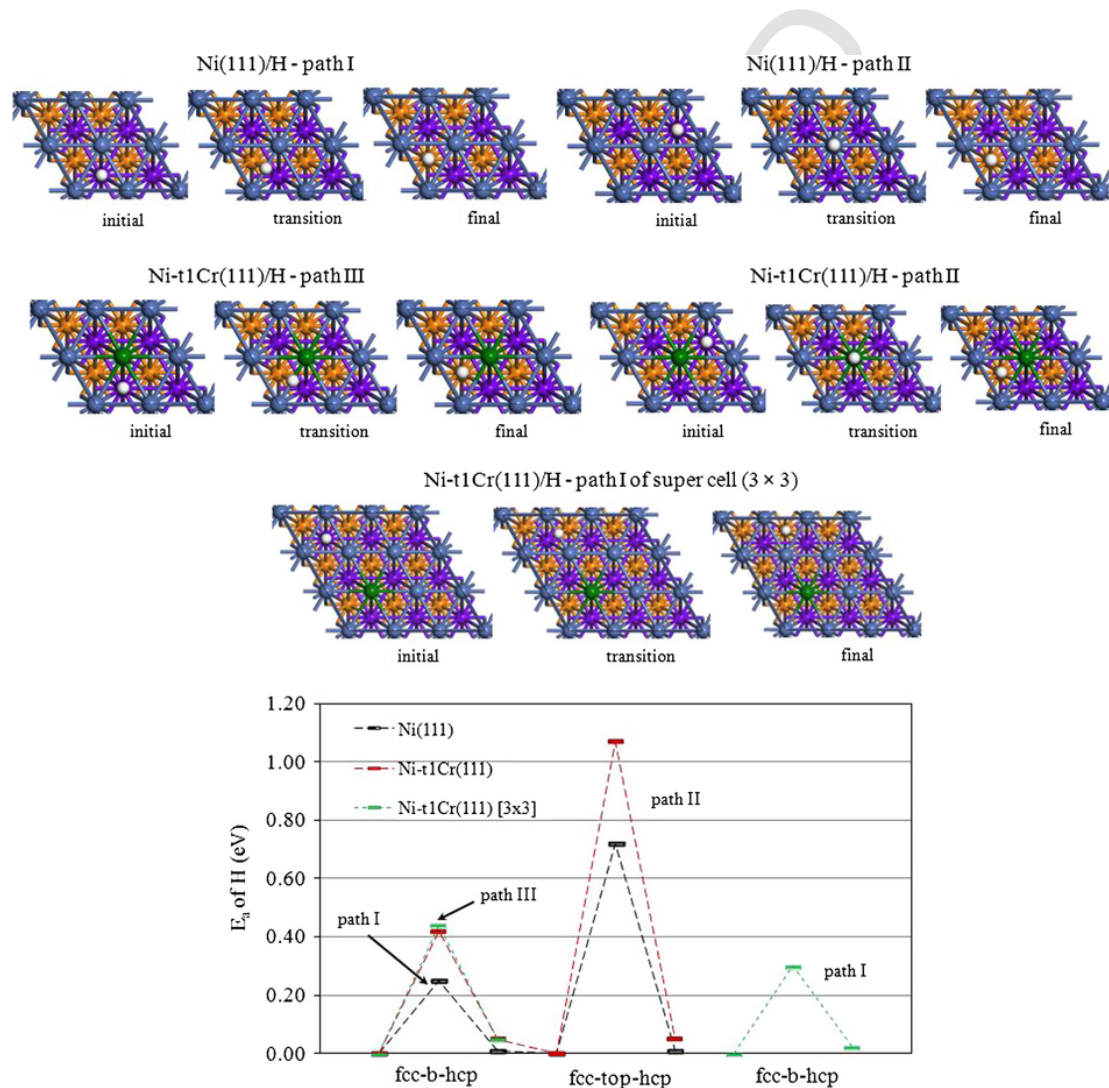 Ni(111)/H - path I
Ni(111)/H - path II
initial
transition
final
initial
transition
final
Ni-t1Cr(111)/H - path III
Ni-t1Cr(111)/H - path II
initial
transition
final
initial
transition
final
Ni-t1Cr(111)/H - path I of super cell (3 × 3)
initial
transition
final
1.20
1.00
0.80
0.60
0.40
0.20
0.00
Ea of H (eV)
Ni(111)
Ni-t1Cr(111)
Ni-t1Cr(111) [3x3]
path II
path III
path I
path I
fcc-b-hcp
fcc-top-hcp
fcc-b-hcp